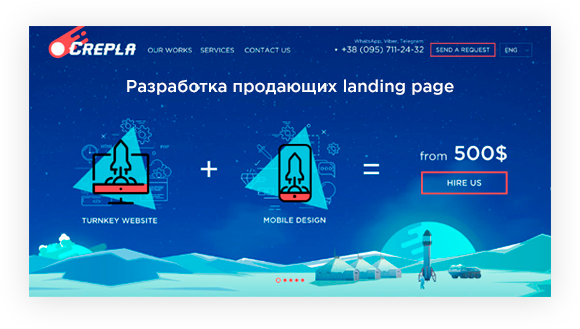 CREPLA
OUR WORKS SERVICES CONTACT US
WhatsApp, Viber, Telegram
+38 (095) 711-24-32
SEND A REQUEST
ENG
Разработка продающих landing page
+
=
from 500$
HIRE US
TURNKEY WEBSITE
MOBILE DESIGN